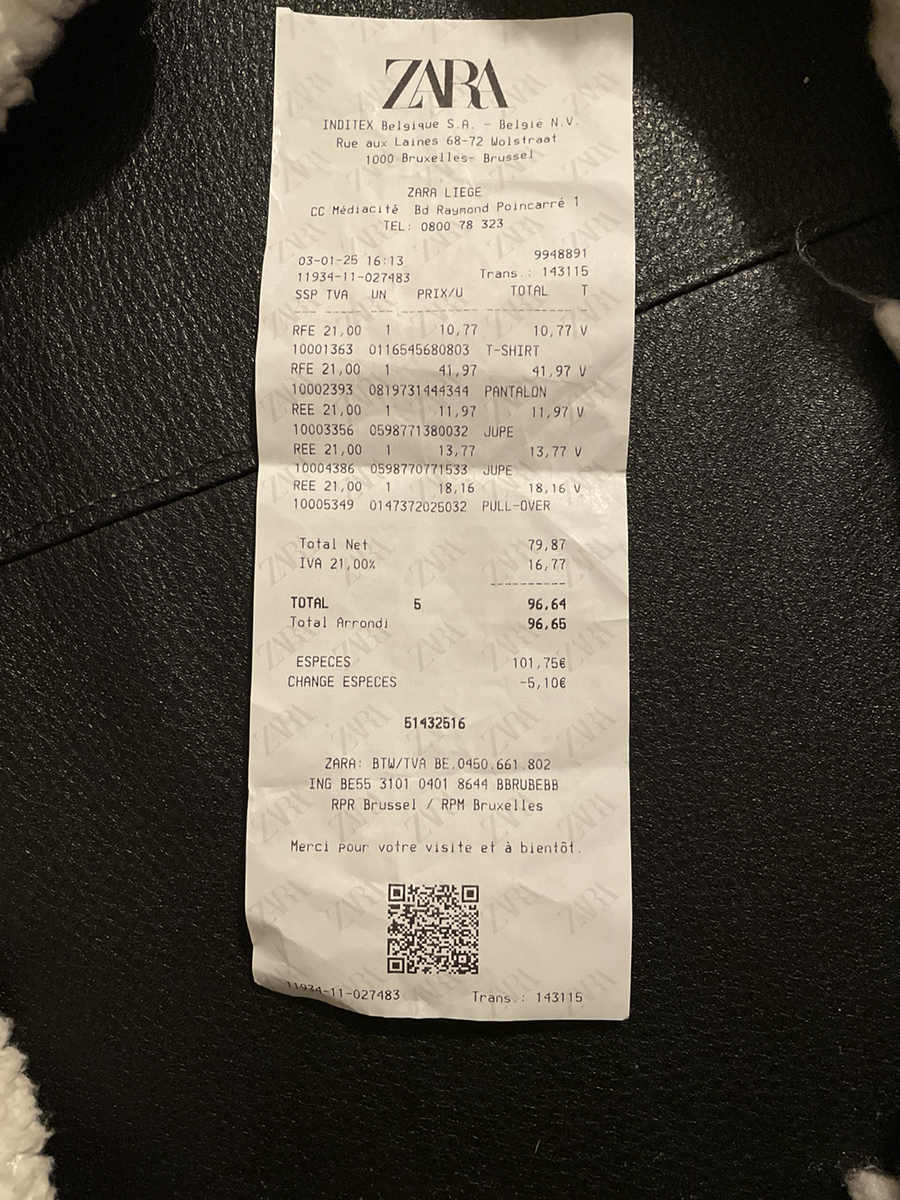 ZARA
INDITEX Belgique S.A. - België N.V.
Rue aux Laines 68-72 Wolstraat
1000 Bruxelles- Brussel
ZARA LIEGE
CC Médiacité Bd Raymond Poincarré 1
TEL: 0800 78 323
03-01-25 16:13 9948891
11934-11-027483 Trans.: 143115
SSP TVA UN PRIX/U TOTAL T
RFE 21,00 1 10,77 10,77 V
10001363 0116545680803 T-SHIRT
RFE 21,00 1 41,97 41,97 V
10002393 0819731444344 PANTALON
REE 21,00 1 11,97 11,97 V
10003356 0598771380032 JUPE
REE 21,00 1 13,77 13,77 V
10004386 0598770771533 JUPE
REE 21,00 1 18,16 18,16 V
10005349 0147372025032 PULL-OVER
Total Net 79,87
IVA 21,00% 16,77
TOTAL 5 96,64
Total Arrondi 96,65
ESPECES 101,75€
CHANGE ESPECES -5,10€
51432516
ZARA: BTW/TVA BE.0450.661.802
ING BE55 3101 0401 8644 BBRUBEBB
RPR Brussel / RPM Bruxelles
Merci pour votre visite et à bientôt.
11934-11-027483 Trans.: 143115